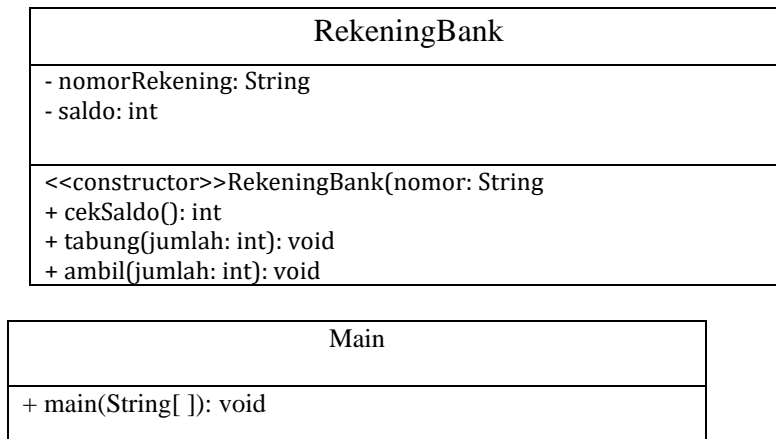 RekeningBank
- nomorRekening: String
- saldo: int
<<constructor>>RekeningBank(nomor: String
+ cekSaldo(): int
+ tabung(jumlah: int): void
+ ambil(jumlah: int): void
Main
+ main(String[ ]): void